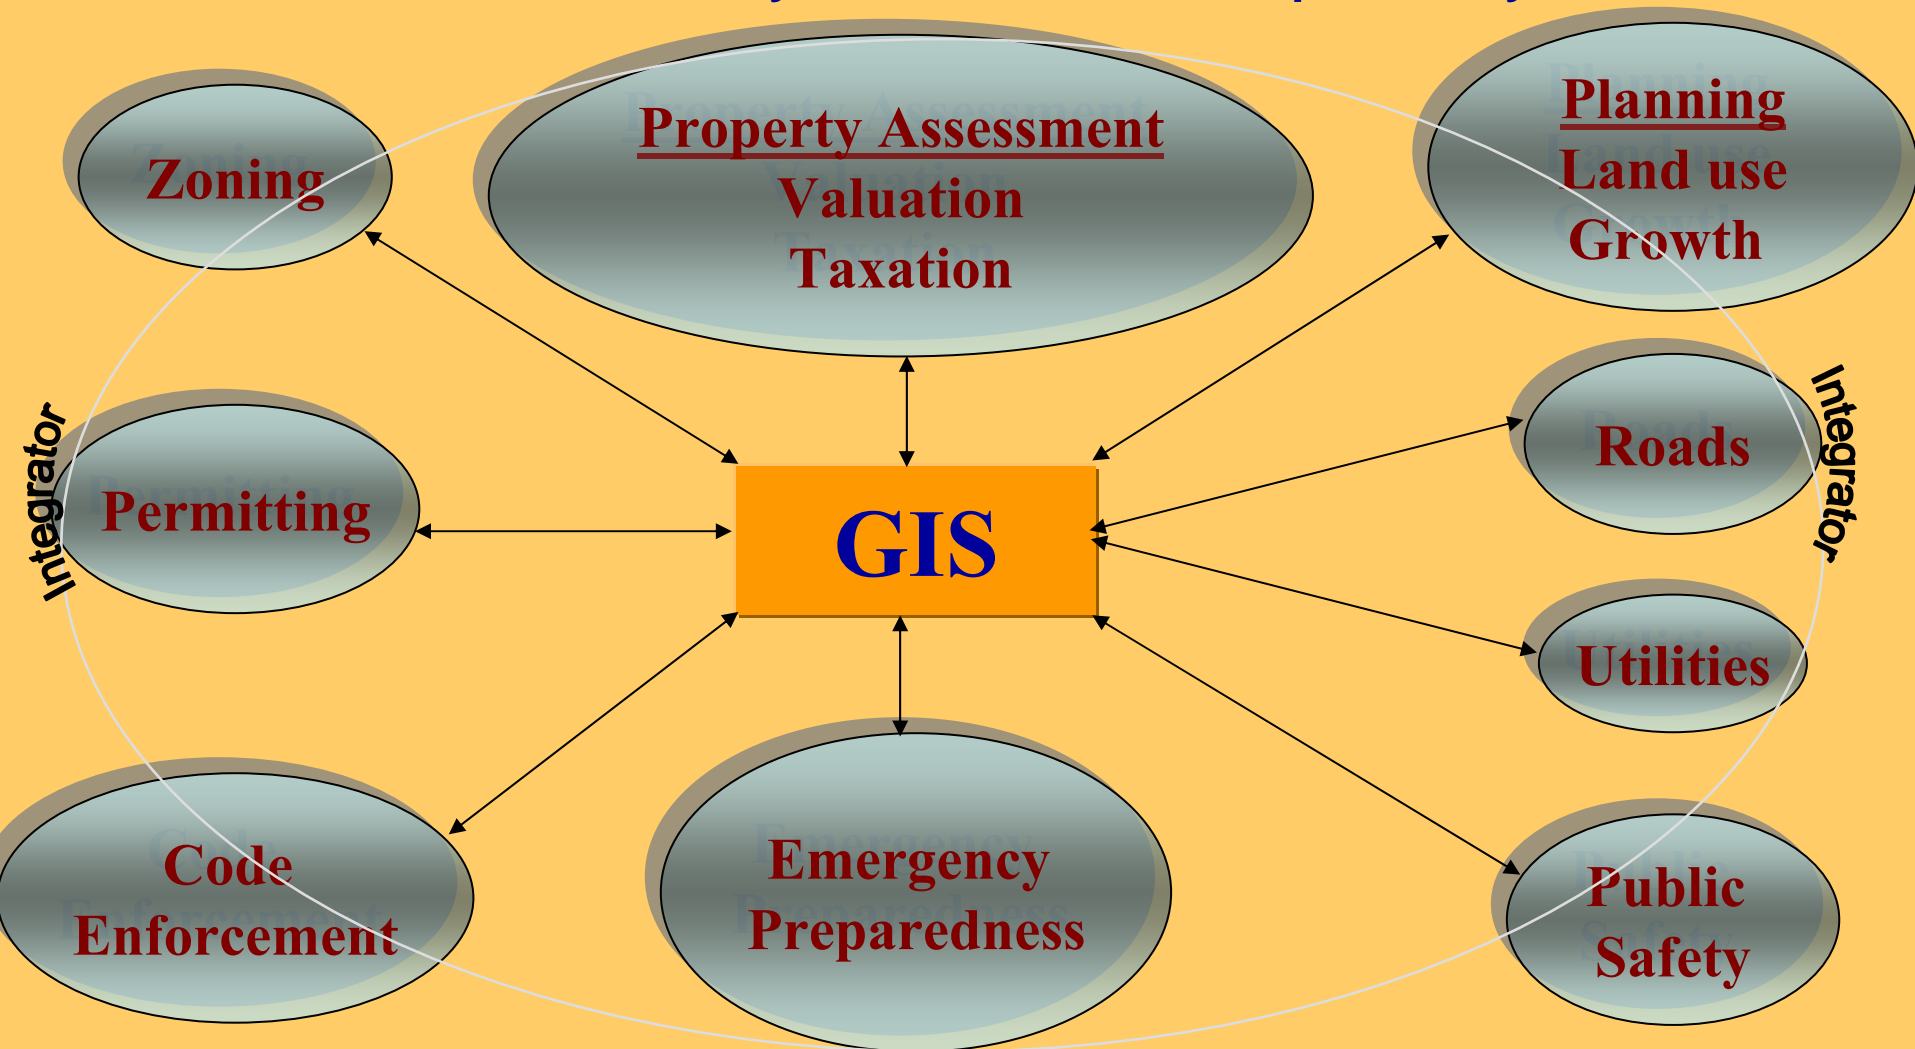 Property Assessment
Valuation
Taxation
Planning
Land use
Growth
Zoning
Integrator
Permitting
GIS
Roads
Integrator
Utilities
Code
Enforcement
Emergency
Preparedness
Public
Safety